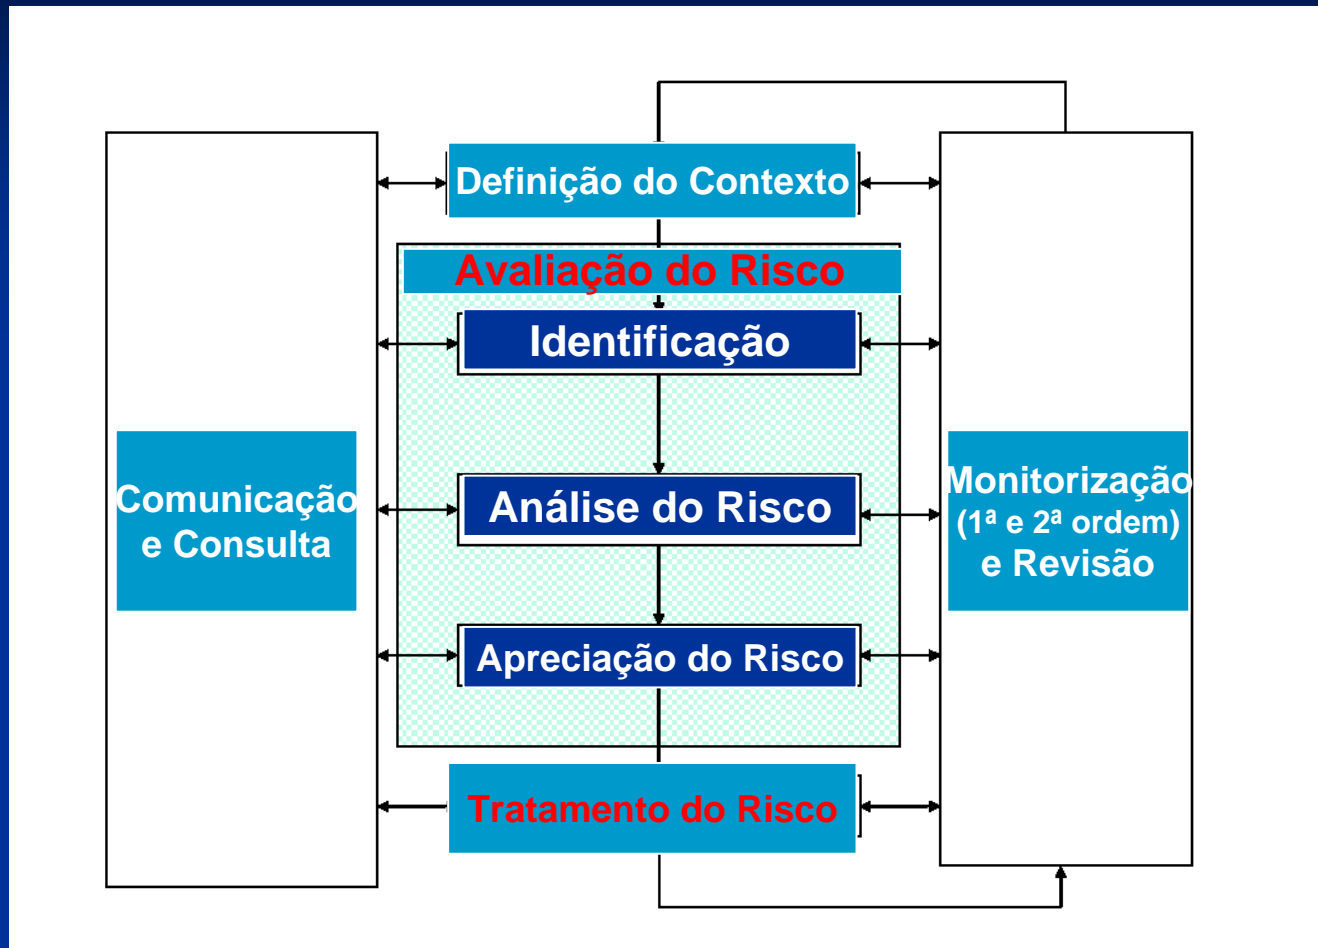 Definição do Contexto
Avaliação do Risco
Identificação
Análise do Risco
Apreciação do Risco
Tratamento do Risco
Comunicação
e Consulta
Monitorização
(1ª e 2ª ordem)
e Revisão